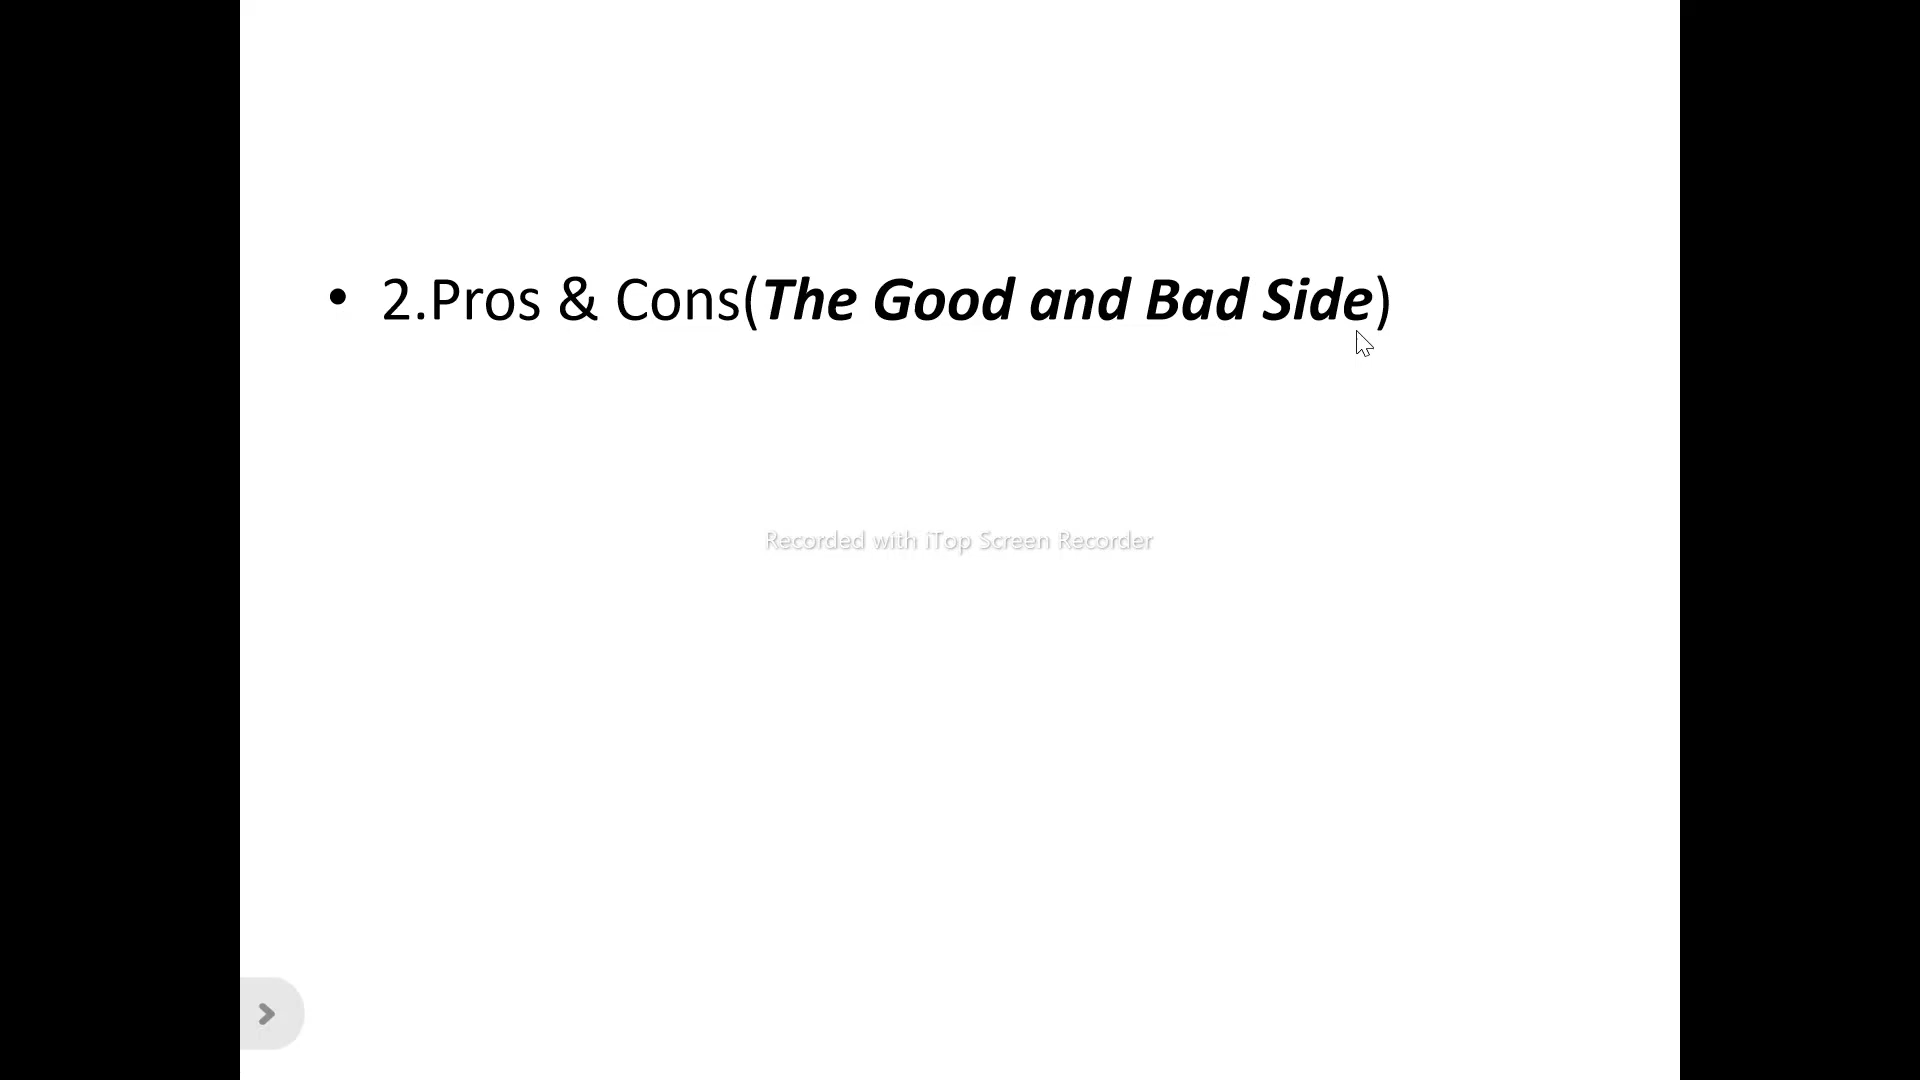 • 2.Pros & Cons(The Good and Bad Side)
Recorded with iTop Screen Recorder